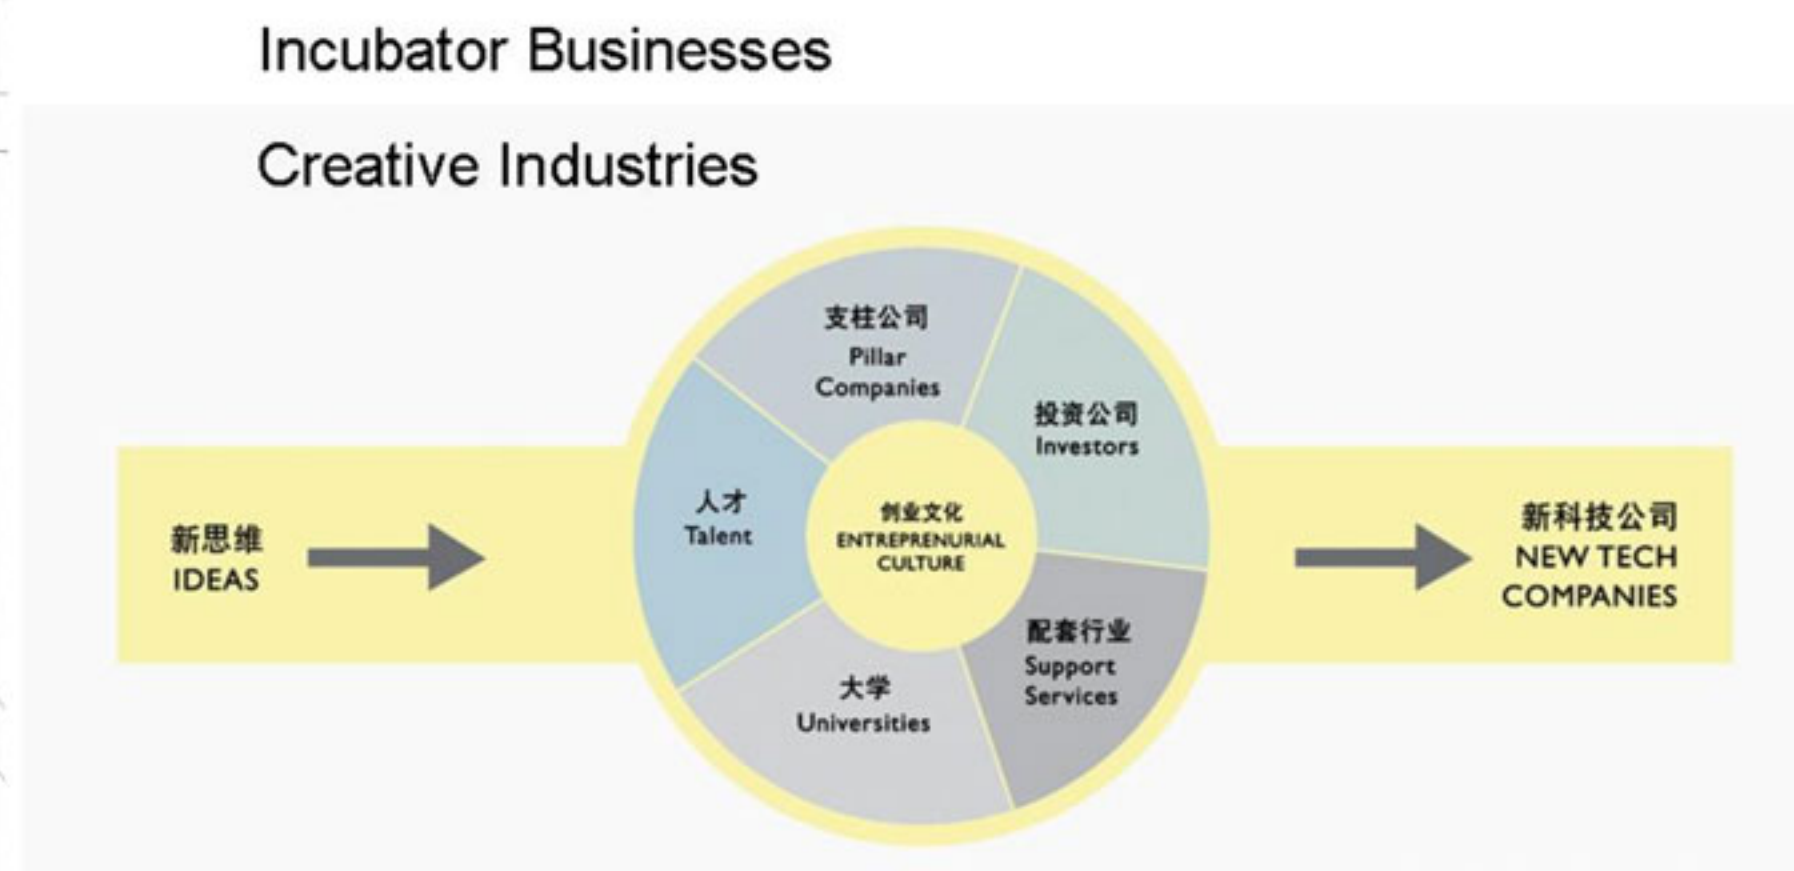 Incubator Businesses
Creative Industries
支柱公司
Pillar
Companies
投资公司
Investors
人才
Talent
创业文化
ENTREPRENURIAL
CULTURE
新思维
IDEAS
新科技公司
NEW TECH
COMPANIES
配套行业
Support
Services
大学
Universities